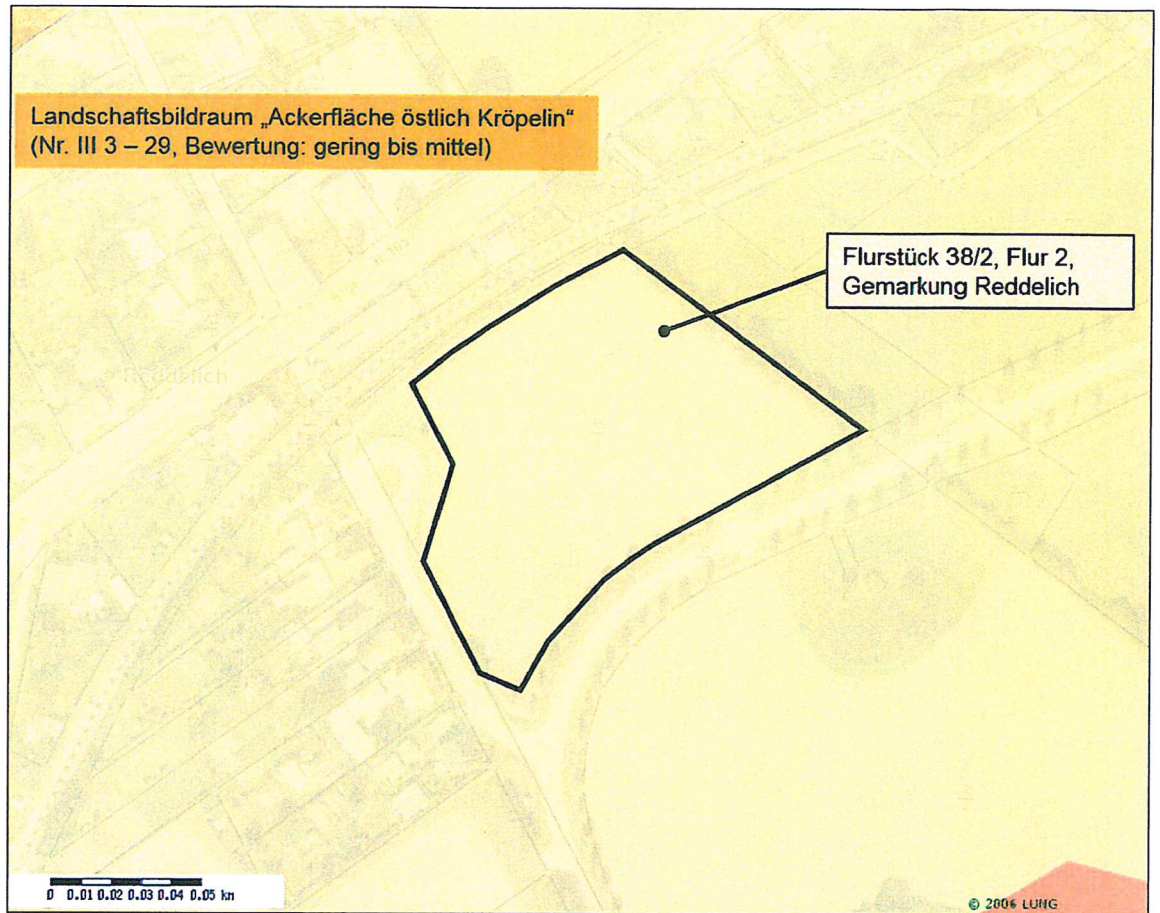 Landschaftsbildraum „Ackerfläche östlich Kröpelin“
(Nr. III 3 – 29, Bewertung: gering bis mittel)
Flurstück 38/2, Flur 2,
Gemarkung Reddelich
103
Reddelich
0 0.01 0.02 0.03 0.04 0.05 km
© 2006 LUNG